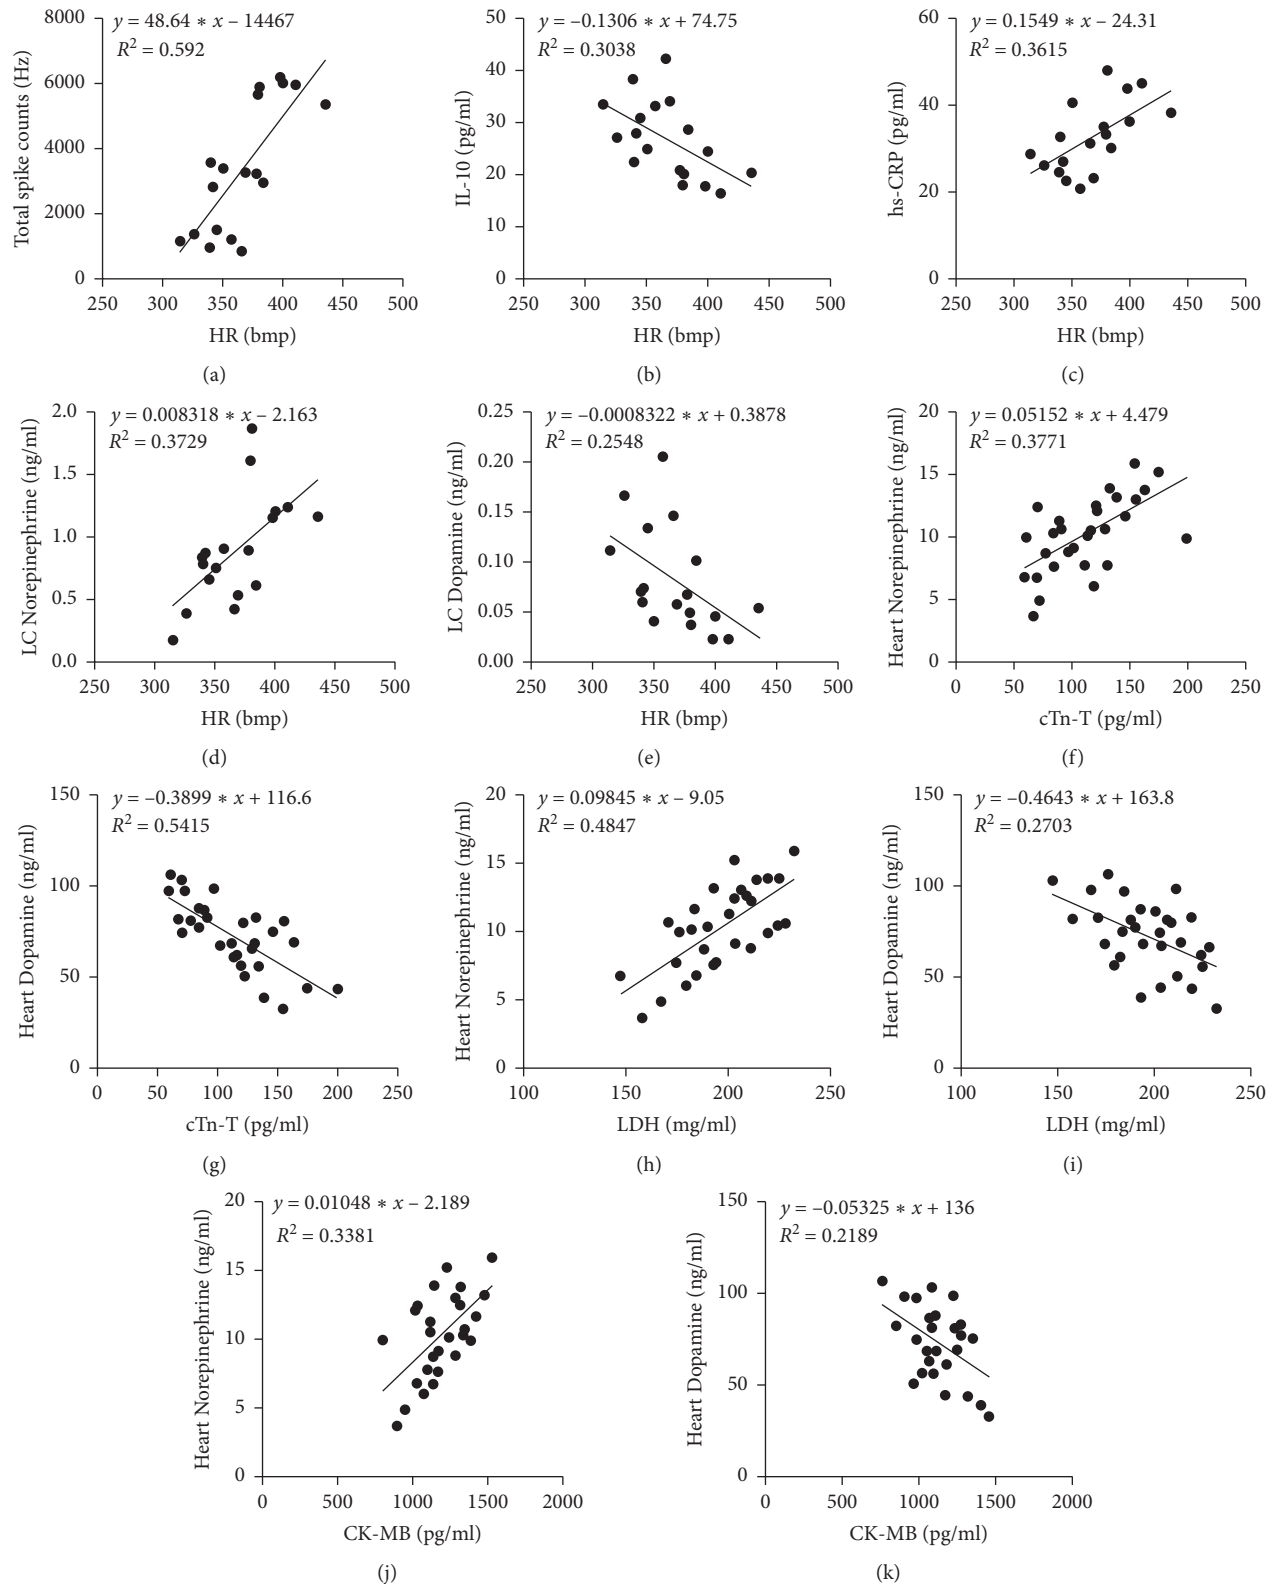 y = 48.64 * x – 14467
R² = 0.592
8000
6000
4000
2000
0
250 300 350 400 450 500
Total spike counts (Hz)
HR (bmp)
(a)
y = –0.1306 * x + 74.75
R² = 0.3038
50
40
30
20
10
0
250 300 350 400 450 500
IL-10 (pg/ml)
HR (bmp)
(b)
y = 0.1549 * x – 24.31
R² = 0.3615
60
40
20
0
250 300 350 400 450 500
hs-CRP (pg/ml)
HR (bmp)
(c)
y = 0.008318 * x – 2.163
R² = 0.3729
2.0
1.5
1.0
0.5
0.0
250 300 350 400 450 500
LC Norepinephrine (ng/ml)
HR (bmp)
(d)
y = –0.0008322 * x + 0.3878
R² = 0.2548
0.25
0.20
0.15
0.10
0.05
0.00
250 300 350 400 450 500
LC Dopamine (ng/ml)
HR (bmp)
(e)
y = 0.05152 * x + 4.479
R² = 0.3771
20
15
10
5
0
0 50 100 150 200 250
Heart Norepinephrine (ng/ml)
cTn-T (pg/ml)
(f)
y = –0.3899 * x + 116.6
R² = 0.5415
150
100
50
0
0 50 100 150 200 250
Heart Dopamine (ng/ml)
cTn-T (pg/ml)
(g)
y = 0.09845 * x – 9.05
R² = 0.4847
20
15
10
5
0
100 150 200 250
Heart Norepinephrine (ng/ml)
LDH (mg/ml)
(h)
y = –0.4643 * x + 163.8
R² = 0.2703
150
100
50
0
100 150 200 250
Heart Dopamine (ng/ml)
LDH (mg/ml)
(i)
y = 0.01048 * x – 2.189
R² = 0.3381
20
15
10
5
0
0 500 1000 1500 2000
Heart Norepinephrine (ng/ml)
CK-MB (pg/ml)
(j)
y = –0.05325 * x + 136
R² = 0.2189
150
100
50
0
0 500 1000 1500 2000
Heart Dopamine (ng/ml)
CK-MB (pg/ml)
(k)